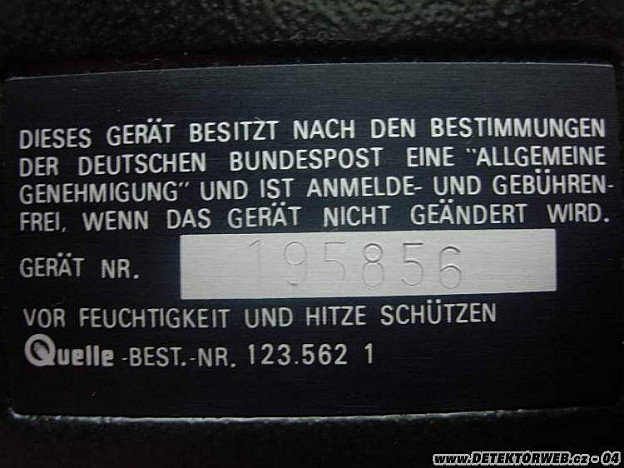 DIESES GERÄT BESITZT NACH DEN BESTIMMUNGEN
DER DEUTSCHEN BUNDESPOST EINE "ALLGEMEINE
GENEHMIGUNG" UND IST ANMELDE- UND GEBÜHREN-
FREI, WENN DAS GERÄT NICHT GEÄNDERT WIRD.
GERÄT NR. 195856
VOR FEUCHTIGKEIT UND HITZE SCHÜTZEN
Quelle -BEST.-NR. 123.562 1
www.DETEKTORWEB.cz - 04